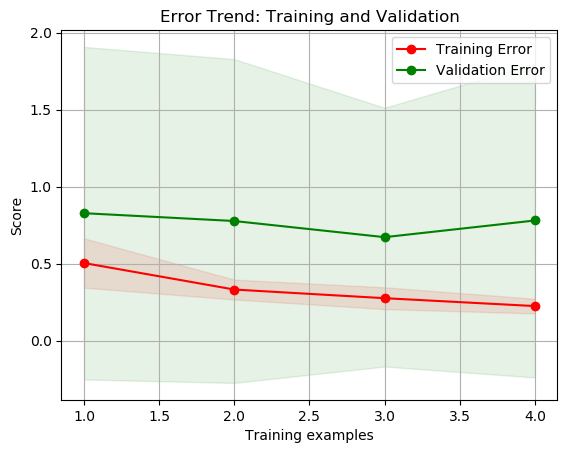 Error Trend: Training and Validation
2.0
1.5
1.0
0.5
0.0
Score
Training Error
Validation Error
1.0 1.5 2.0 2.5 3.0 3.5 4.0
Training examples